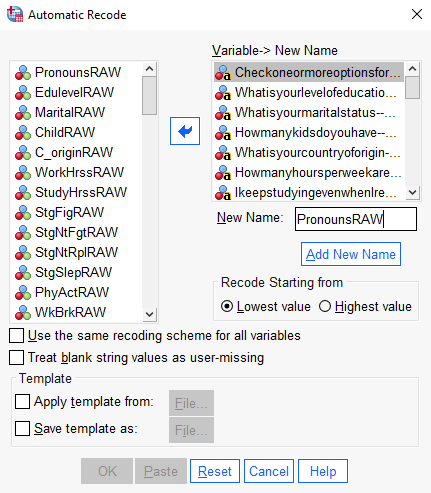 Automatic Recode
Variable-> New Name
PronounsRAW
EdulevelRAW
MaritalRAW
ChildRAW
C_originRAW
WorkHrssRAW
StudyHrssRAW
StgFigRAW
StgNtFgtRAW
StgNtRplRAW
StgSlepRAW
PhyActRAW
WkBrkRAW
Checkoneormoreoptionsfor...
Whatisyourlevelofeducatio...
Whatisyourmaritalstatus--...
Howmanykidsdoyouhave--...
Whatisyourcountryoforigin-...
Howmanyhoursperweekare...
IkeepstudyingevenwhenIre...
New Name: PronounsRAW
Add New Name
Recode Starting from
Lowest value Highest value
Use the same recoding scheme for all variables
Treat blank string values as user-missing
Template
Apply template from: File...
Save template as: File...
OK Paste Reset Cancel Help